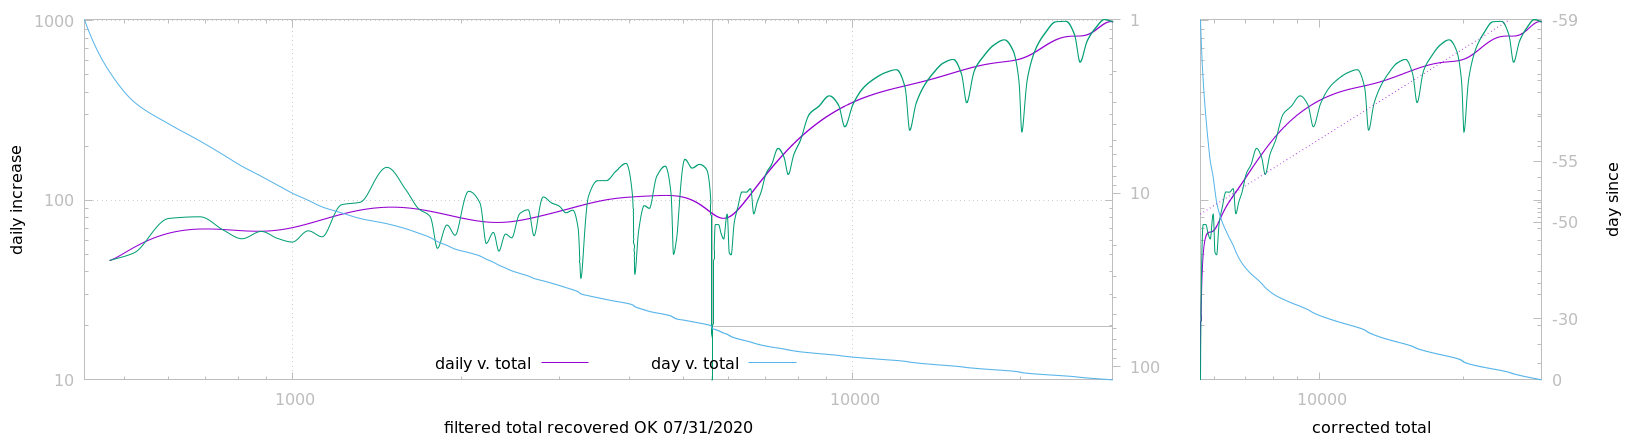 1000
100
10
daily increase
1
10
100
-59
-55
-50
-30
0
day since
daily v. total
day v. total
1000
10000
10000
filtered total recovered OK 07/31/2020
corrected total